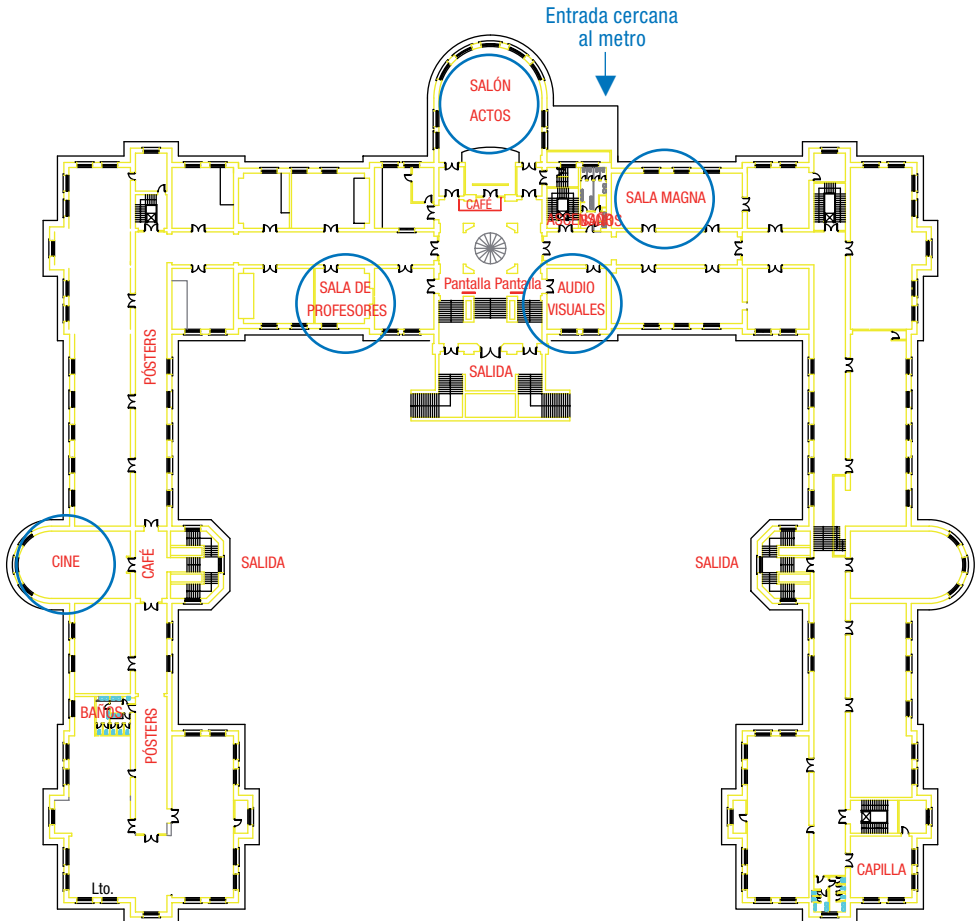 Entrada cercana
al metro
SALÓN
ACTOS
SALA MAGNA
CAFÉ
Pantalla Pantalla
SALA DE
PROFESORES
AUDIO
VISUALES
PÓSTERS
SALIDA
CINE
CAFÉ
SALIDA
SALIDA
BAÑOS
PÓSTERS
CAPILLA
Lto.